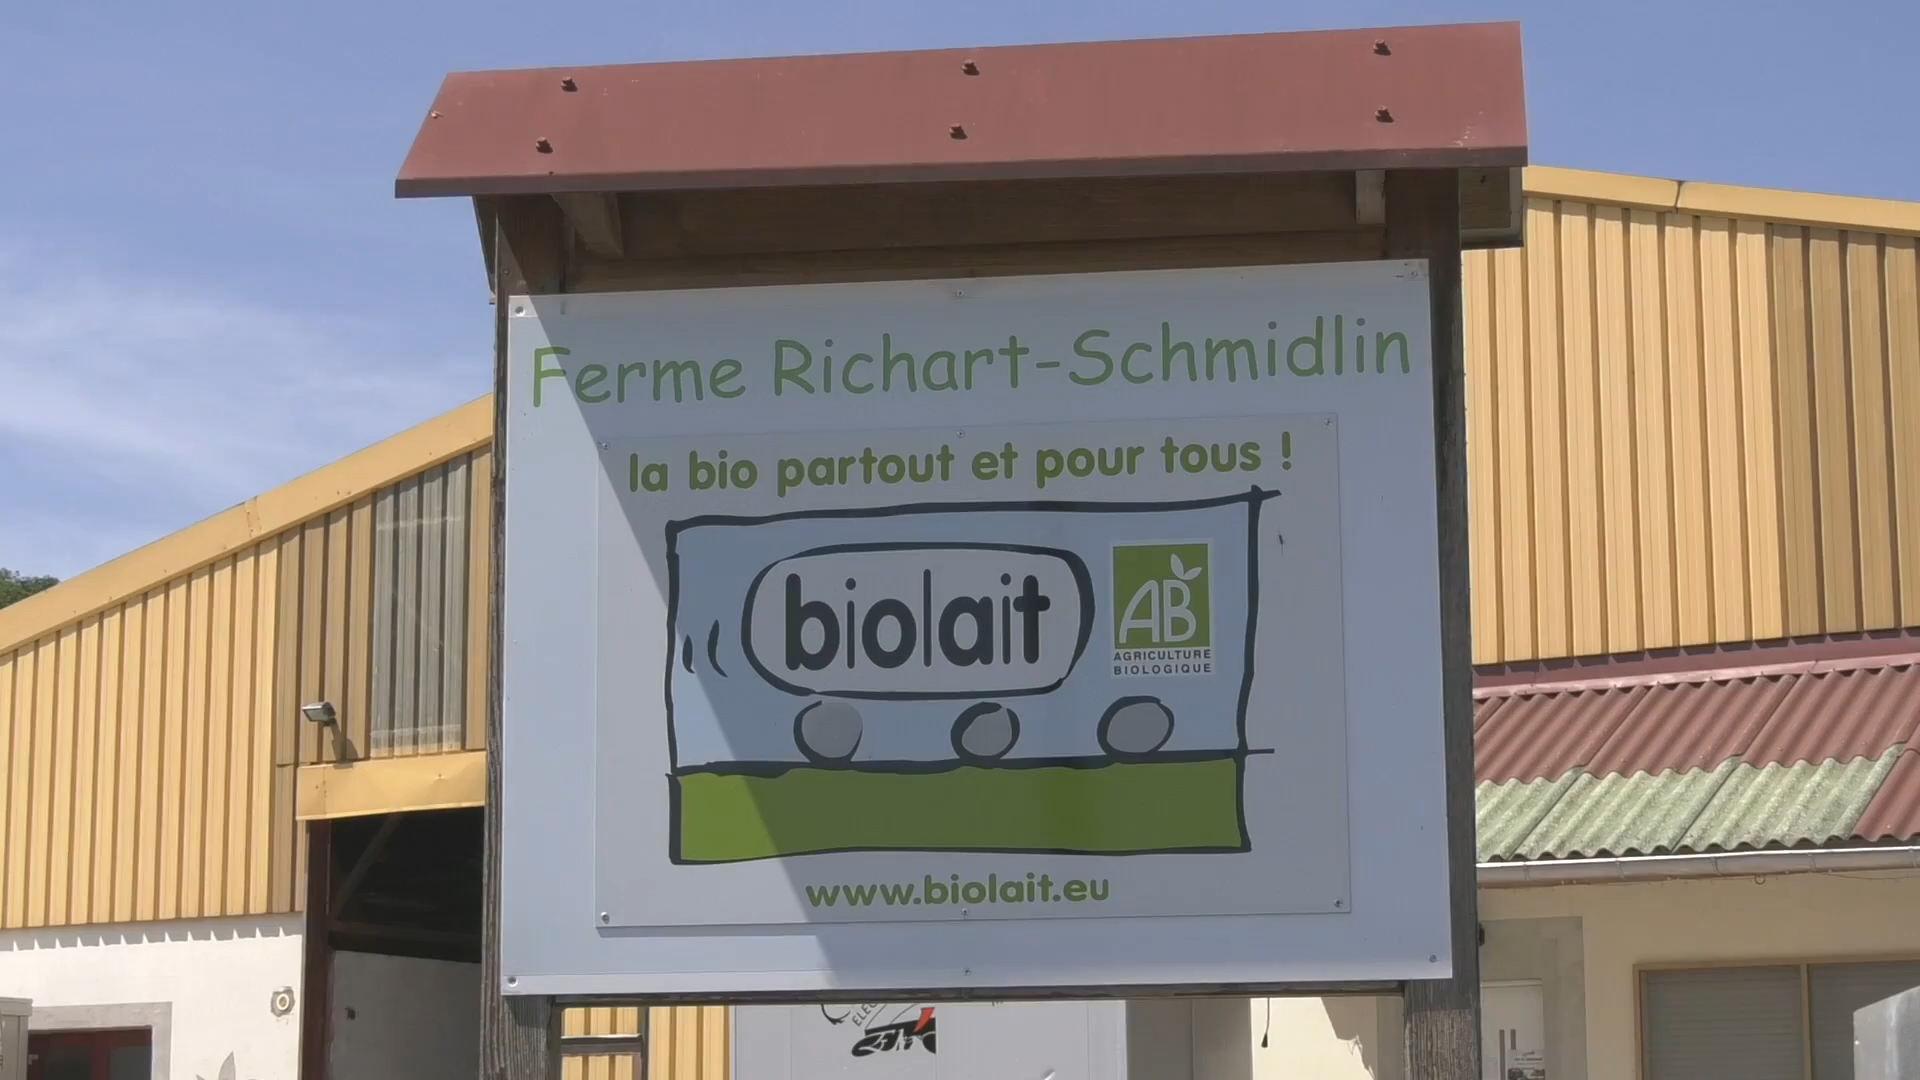 Ferme Richart-Schmidlin
la bio partout et pour tous !
biolait
AB
AGRICULTURE
BIOLOGIQUE
www.biolait.eu